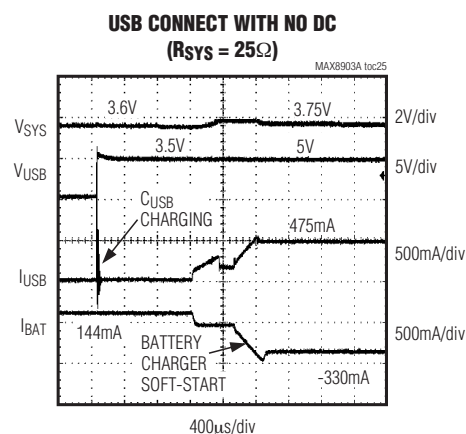 USB CONNECT WITH NO DC
(RSYS = 25Ω)
MAX8903A toc25
3.6V
3.75V
2V/div
VSYS
3.5V
5V
VUSB
5V/div
CUSB
CHARGING
475mA
500mA/div
IUSB
IBAT
144mA
500mA/div
BATTERY
CHARGER
SOFT-START
-330mA
400µs/div